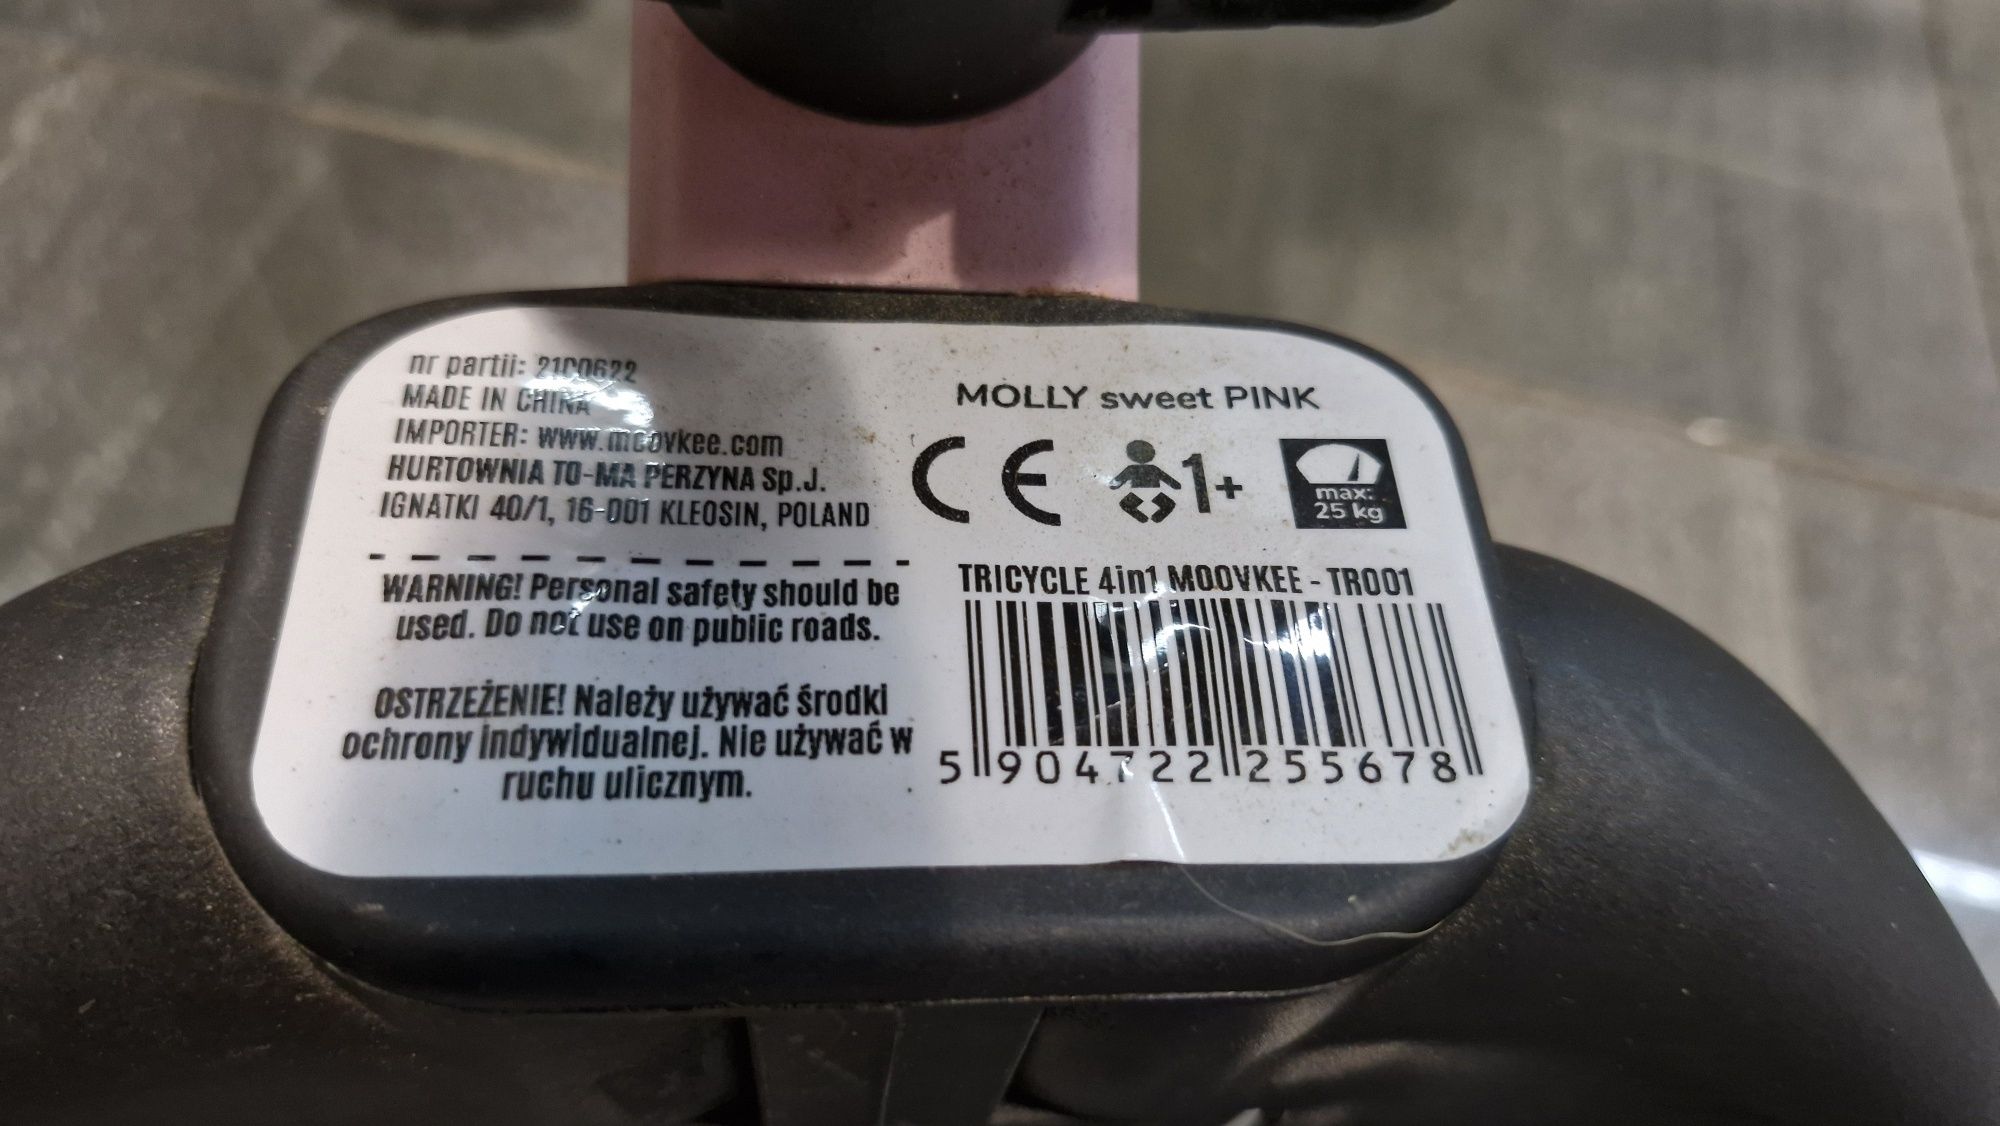 nr partii: 2100622
MADE IN CHINA
IMPORTER: www.moovkee.com
HURTOWNIA TO-MA PERZYNA Sp.J.
IGNATKI 40/1, 16-001 KLEOSIN, POLAND
WARNING! Personal safety should be
used. Do not use on public roads.
OSTRZEŻENIE! Należy używać środki
ochrony indywidualnej. Nie używać w
ruchu ulicznym.
MOLLY sweet PINK
CE 1+ max:
25 kg
TRICYCLE 4in1 MOOVKEE - TR001
5 904722 255678